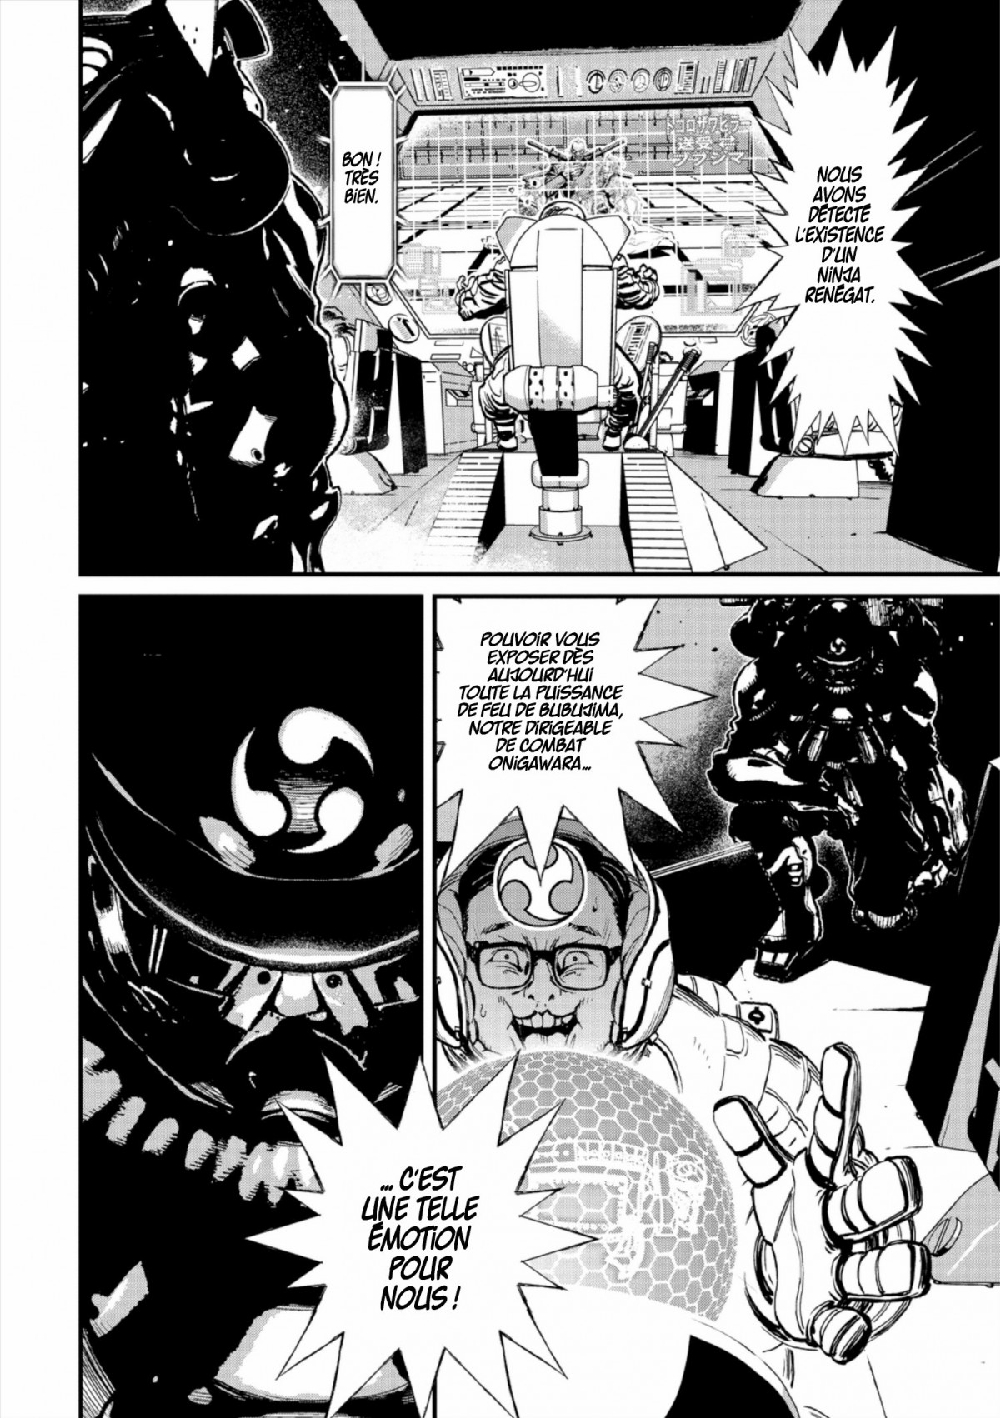 NOUS
AVONS
DÉTECTÉ
L'EXISTENCE
D'UN
NINJA
RENÉGAT.
BON !
TRÈS
BIEN.
POUVOIR VOUS
EXPOSER DÈS
AUJOURD'HUI
TOUTE LA PUISSANCE
DE FEU DE BUBUJIMA,
NOTRE DIRIGEABLE
DE COMBAT
ONIGAWARA...
... C'EST
UNE TELLE
ÉMOTION
POUR
NOUS !